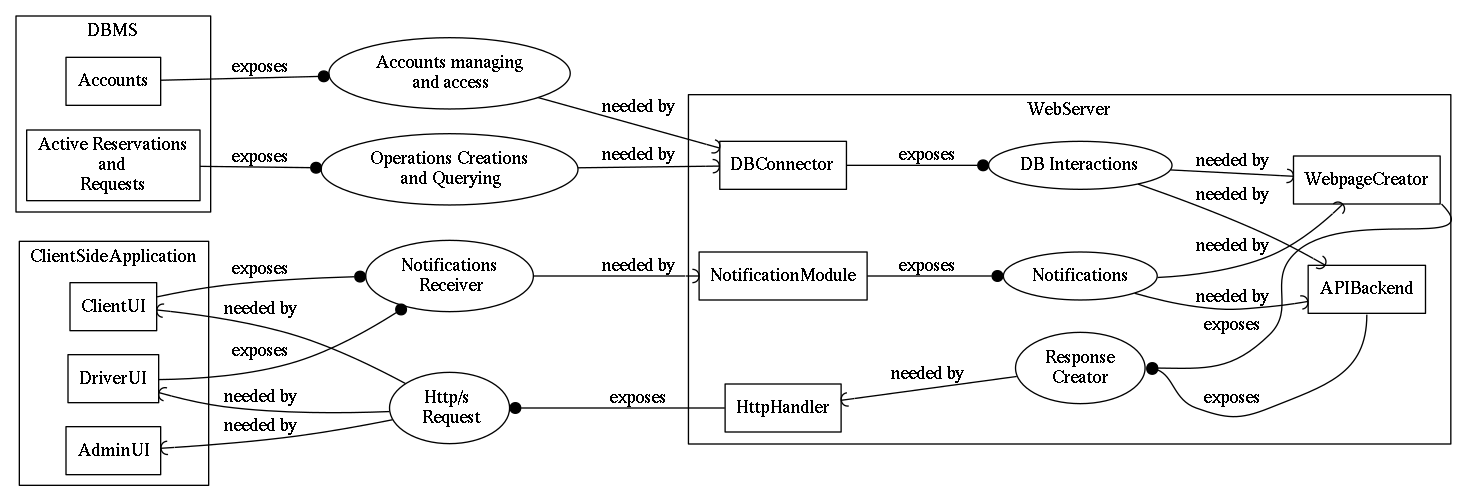 DBMS
Accounts
exposes
Accounts managing
and access
needed by
Active Reservations
and
Requests
exposes
Operations Creations
and Querying
needed by
WebServer
DBConnector
exposes
DB Interactions
needed by
needed by
WebpageCreator
ClientSideApplication
ClientUI
exposes
needed by
Notifications
Receiver
needed by
NotificationModule
exposes
Notifications
needed by
needed by
APIBackend
DriverUI
exposes
needed by
Http/s
Request
exposes
HttpHandler
needed by
Response
Creator
exposes
exposes
AdminUI
needed by